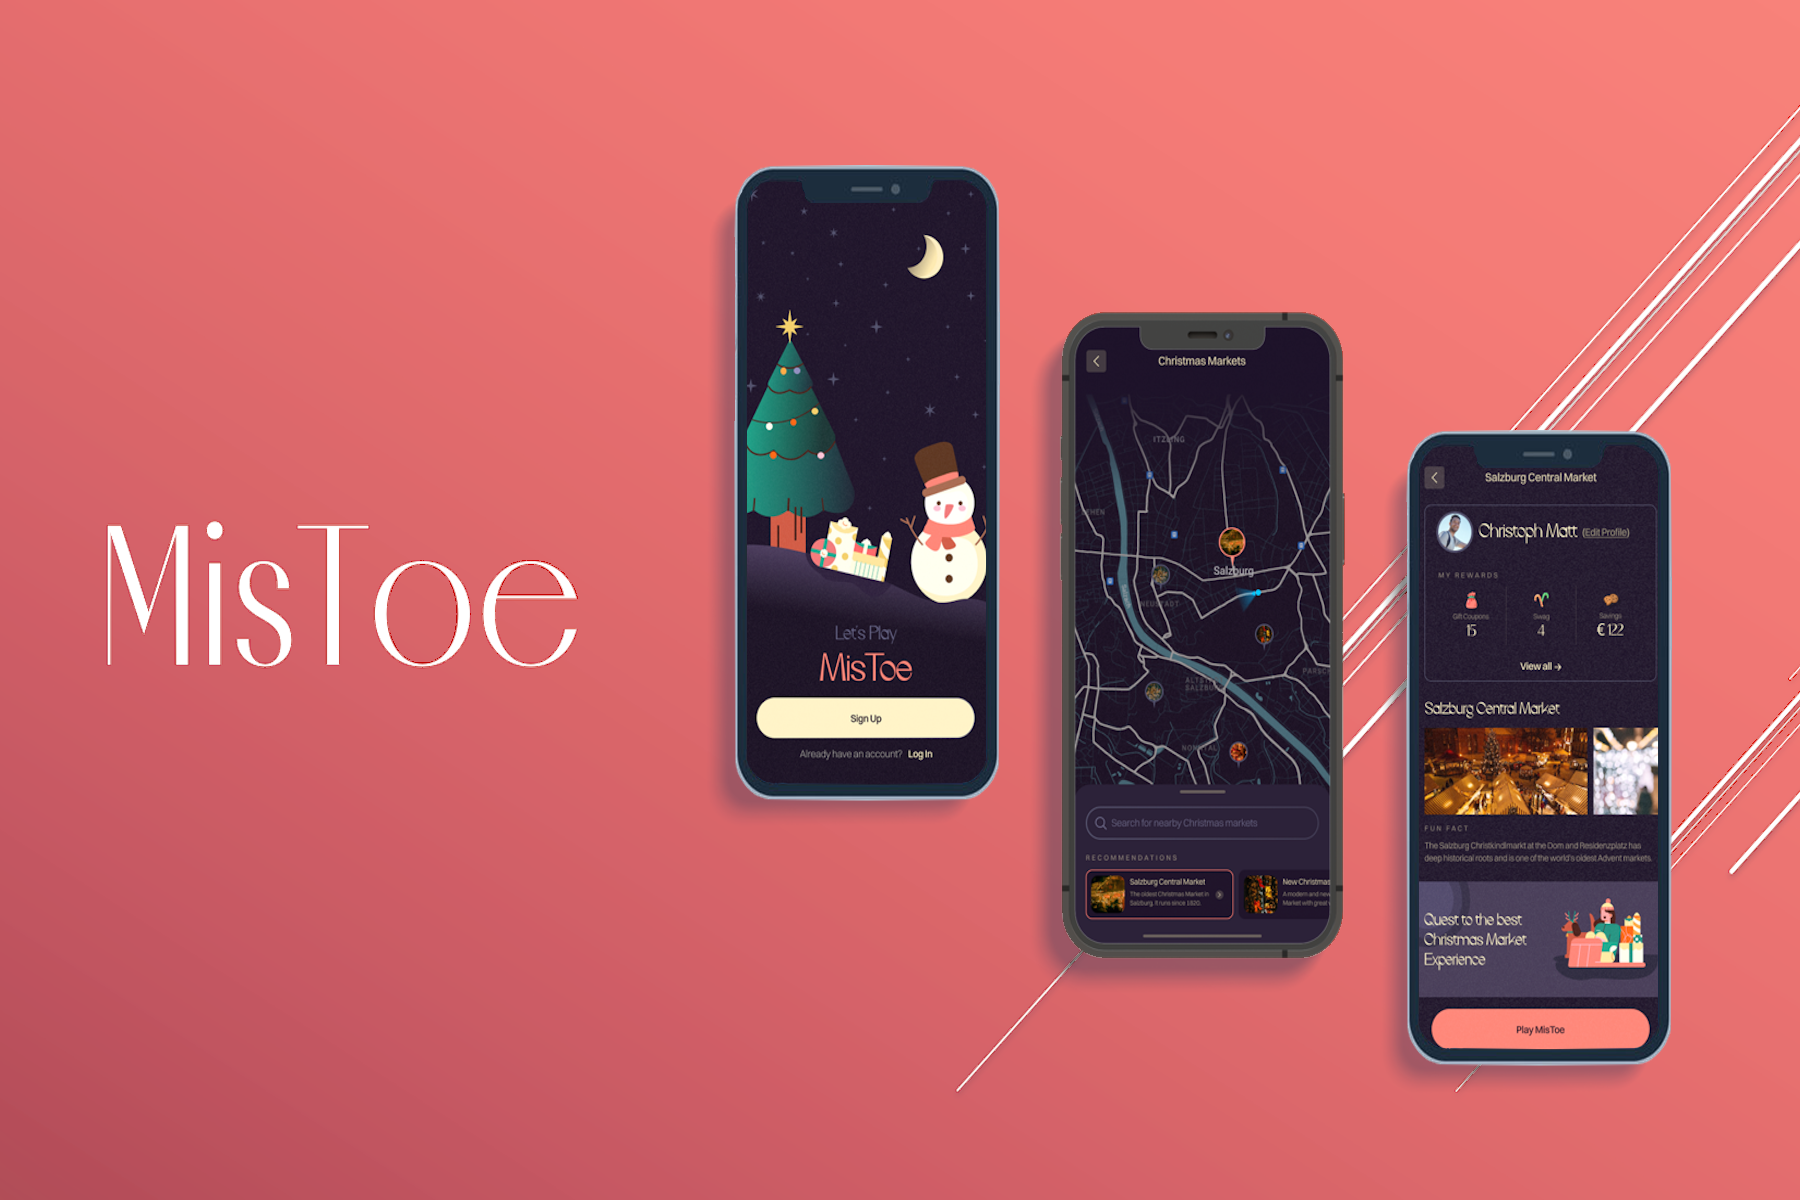 MisToe
Let's Play
MisToe
Sign Up
Already have an account? Log In
Christmas Markets
ITZLING
NEUSTADT
Salzburg
ALTSTADT
SALZBURG
Search for nearby Christmas markets
RECOMMENDATIONS
Salzburg Central Market
The oldest Christmas Market in
Salzburg. It runs since 1920.
New Christmas
A modern and new
Market with great
Salzburg Central Market
Christoph Matt (Edit Profile)
MY REWARDS
Gift Coupons
15
Swag
4
Savings
€ 122
View all →
Salzburg Central Market
FUN FACT
The Salzburg Christkindlmarkt at the Dom and Residenzplatz has
deep historical roots and is one of the world's oldest Advent markets.
Quest to the best
Christmas Market
Experience
Play MisToe